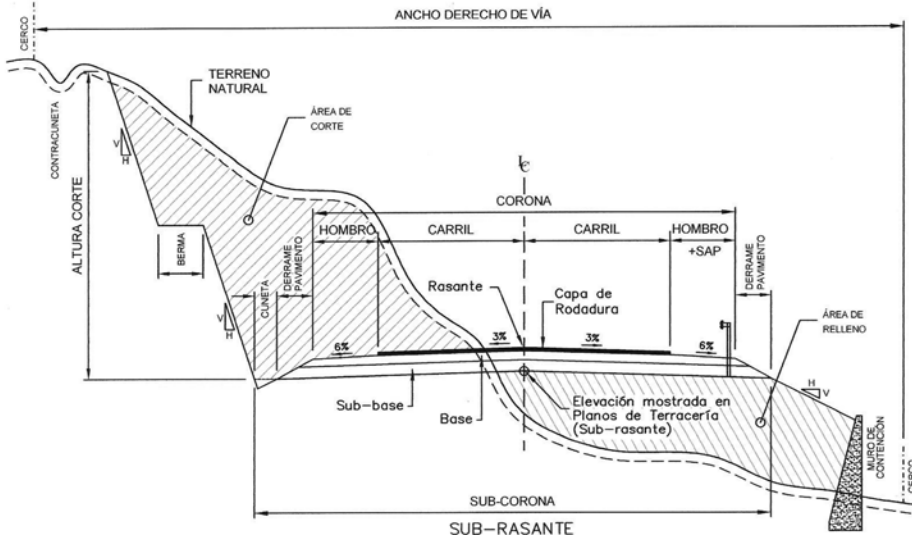 ANCHO DERECHO DE VÍA
CERCO
TERRENO
NATURAL
ÁREA DE
CORTE
CONTRACUNETA
V
H
ALTURA CORTE
BERMA
V
H
CUNETA
DERRAME
PAVIMENTO
℄
CORONA
HOMBRO
CARRIL
CARRIL
HOMBRO
+SAP
DERRAME
PAVIMENTO
Rasante
Capa de
Rodadura
6%
3%
3%
6%
ÁREA DE
RELLENO
H
V
Sub-base
Base
Elevación mostrada en
Planos de Terracería
(Sub-rasante)
MURO DE
CONTENCIÓN
CERCO
SUB-CORONA
SUB-RASANTE